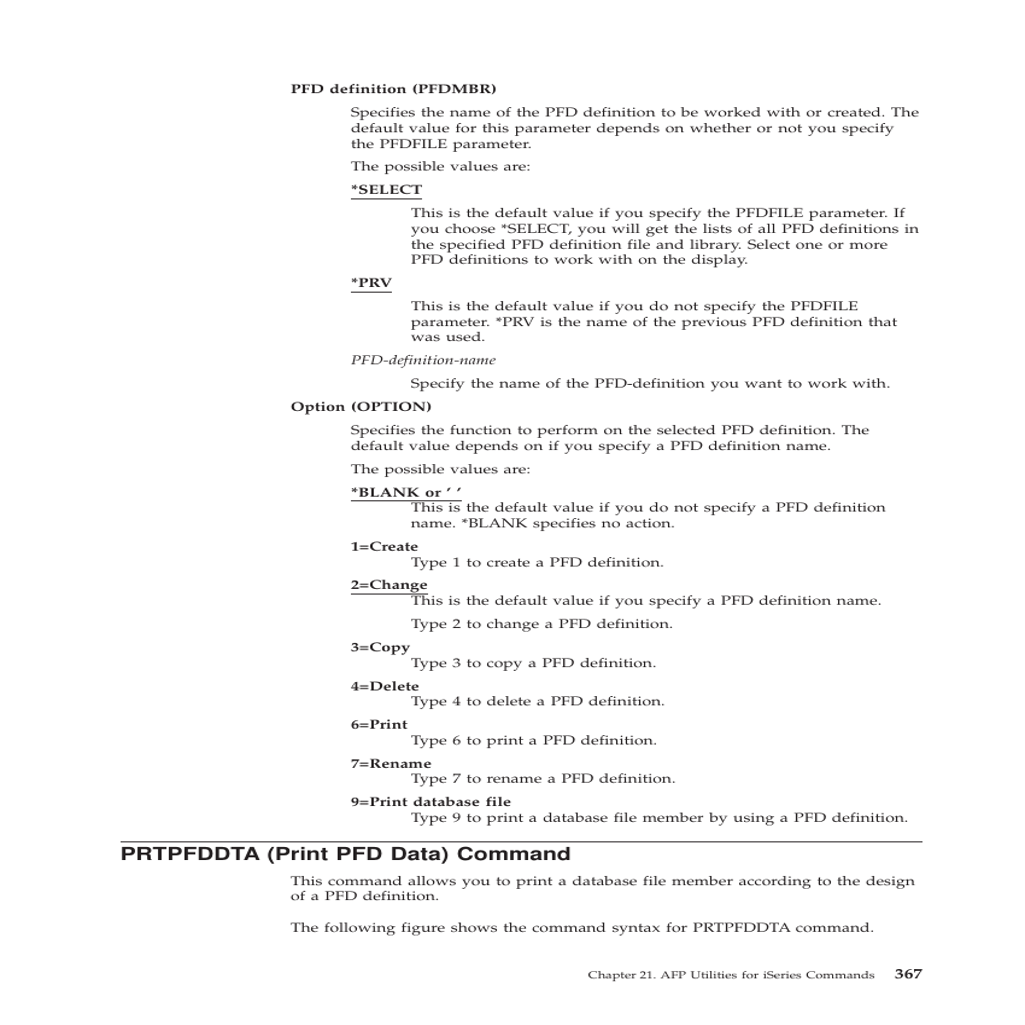 PFD definition (PFDMBR)
Specifies the name of the PFD definition to be worked with or created. The
default value for this parameter depends on whether or not you specify
the PFDFILE parameter.
The possible values are:
*SELECT
This is the default value if you specify the PFDFILE parameter. If
you choose *SELECT, you will get the lists of all PFD definitions in
the specified PFD definition file and library. Select one or more
PFD definitions to work with on the display.
*PRV
This is the default value if you do not specify the PFDFILE
parameter. *PRV is the name of the previous PFD definition that
was used.
PFD-definition-name
Specify the name of the PFD-definition you want to work with.
Option (OPTION)
Specifies the function to perform on the selected PFD definition. The
default value depends on if you specify a PFD definition name.
The possible values are:
*BLANK or ‘ ’
This is the default value if you do not specify a PFD definition
name. *BLANK specifies no action.
1=Create
Type 1 to create a PFD definition.
2=Change
This is the default value if you specify a PFD definition name.
Type 2 to change a PFD definition.
3=Copy
Type 3 to copy a PFD definition.
4=Delete
Type 4 to delete a PFD definition.
6=Print
Type 6 to print a PFD definition.
7=Rename
Type 7 to rename a PFD definition.
9=Print database file
Type 9 to print a database file member by using a PFD definition.
PRTPFDDTA (Print PFD Data) Command
This command allows you to print a database file member according to the design
of a PFD definition.
The following figure shows the command syntax for PRTPFDDTA command.
Chapter 21. AFP Utilities for iSeries Commands 367